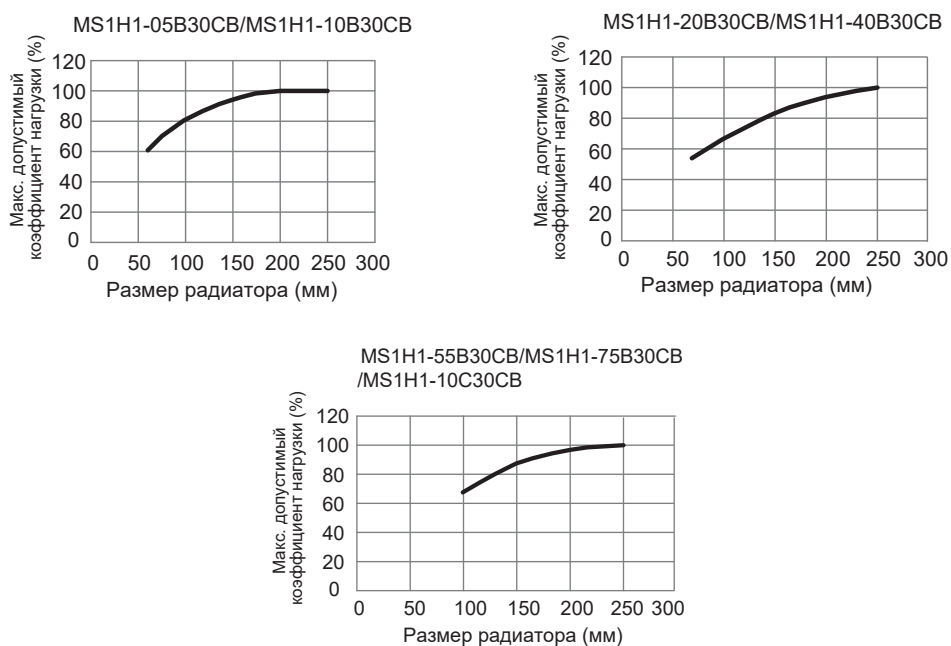 MS1H1-05B30CB/MS1H1-10B30CB
Макс. допустимый
коэффициент нагрузки (%)
120
100
80
60
40
20
0
0 50 100 150 200 250 300
Размер радиатора (мм)
MS1H1-20B30CB/MS1H1-40B30CB
Макс. допустимый
коэффициент нагрузки (%)
120
100
80
60
40
20
0
0 50 100 150 200 250 300
Размер радиатора (мм)
MS1H1-55B30CB/MS1H1-75B30CB
/MS1H1-10C30CB
Макс. допустимый
коэффициент нагрузки (%)
120
100
80
60
40
20
0
0 50 100 150 200 250 300
Размер радиатора (мм)